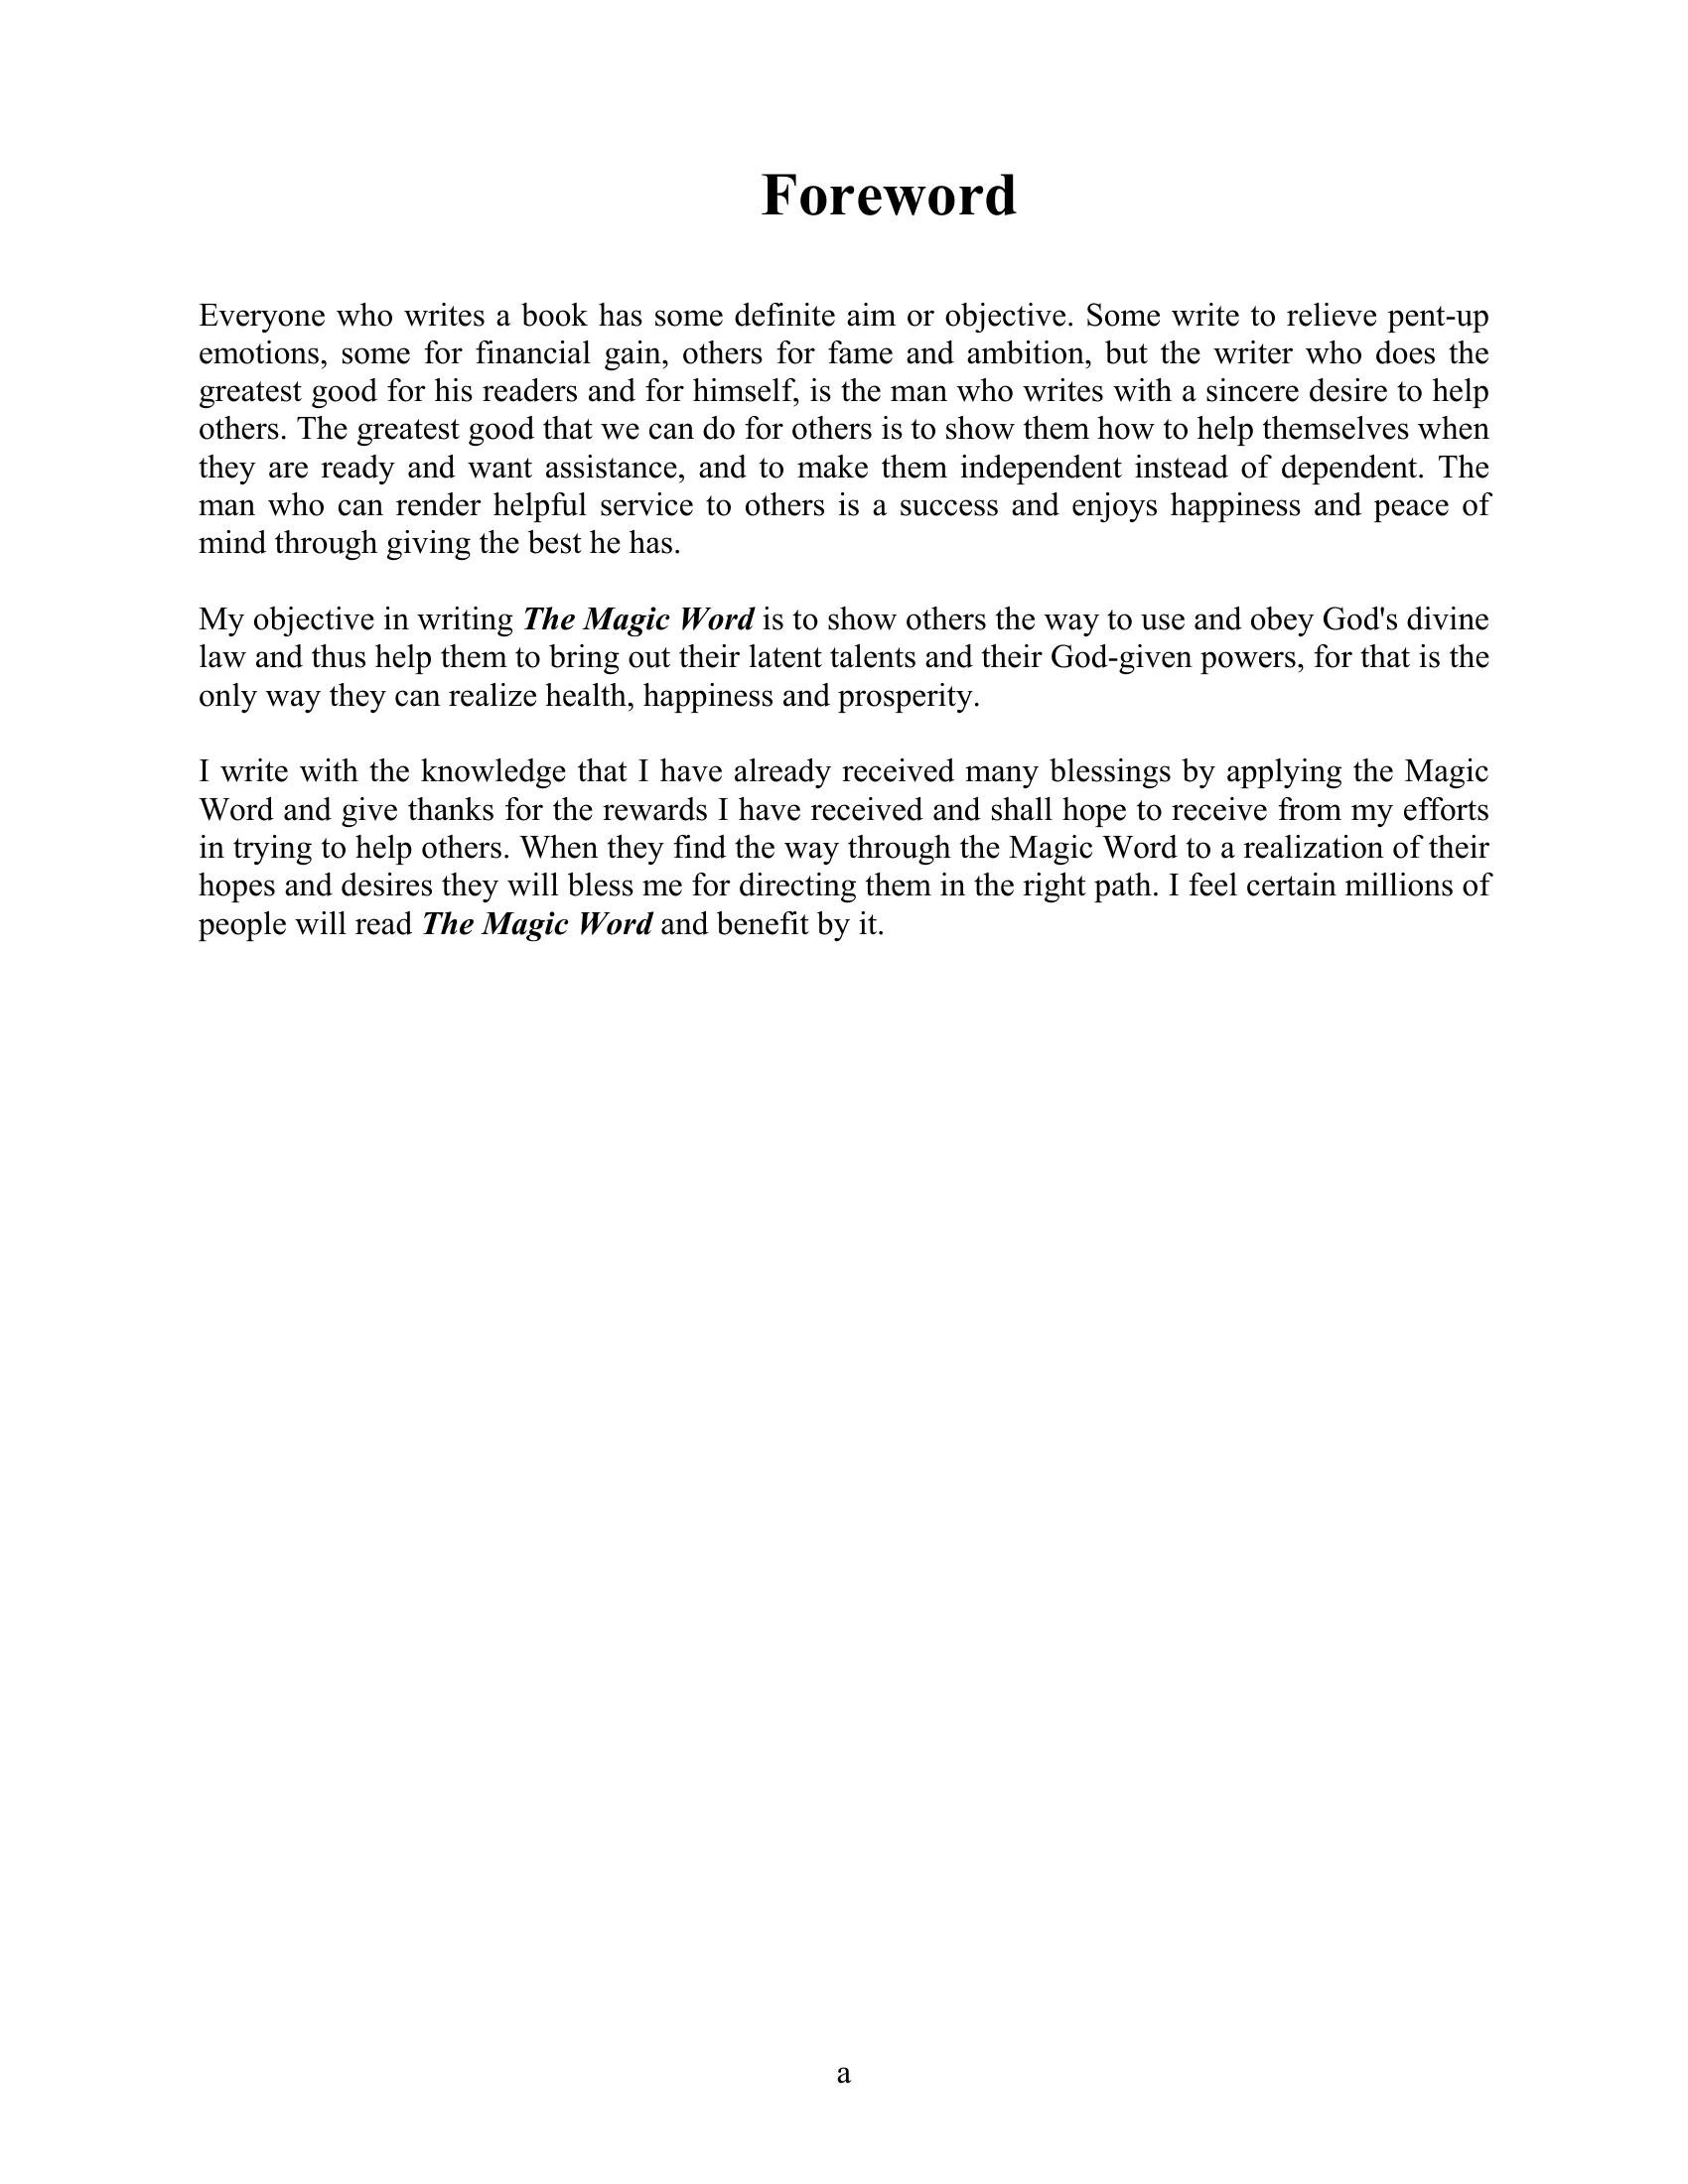 Foreword
Everyone who writes a book has some definite aim or objective. Some write to relieve pent-up
emotions, some for financial gain, others for fame and ambition, but the writer who does the
greatest good for his readers and for himself, is the man who writes with a sincere desire to help
others. The greatest good that we can do for others is to show them how to help themselves when
they are ready and want assistance, and to make them independent instead of dependent. The
man who can render helpful service to others is a success and enjoys happiness and peace of
mind through giving the best he has.
My objective in writing The Magic Word is to show others the way to use and obey God's divine
law and thus help them to bring out their latent talents and their God-given powers, for that is the
only way they can realize health, happiness and prosperity.
I write with the knowledge that I have already received many blessings by applying the Magic
Word and give thanks for the rewards I have received and shall hope to receive from my efforts
in trying to help others. When they find the way through the Magic Word to a realization of their
hopes and desires they will bless me for directing them in the right path. I feel certain millions of
people will read The Magic Word and benefit by it.
a